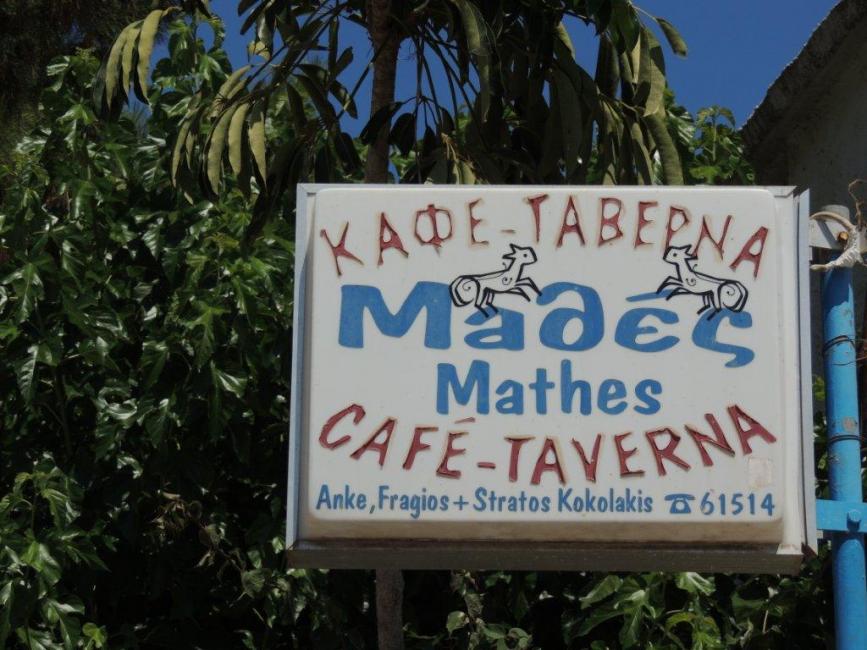 ΚΑΦΕ-ΤΑΒΕΡΝΑ
Μαθές
Mathes
CAFÉ-TAVERNA
Anke, Fragios + Stratos Kokolakis ☎ 61514